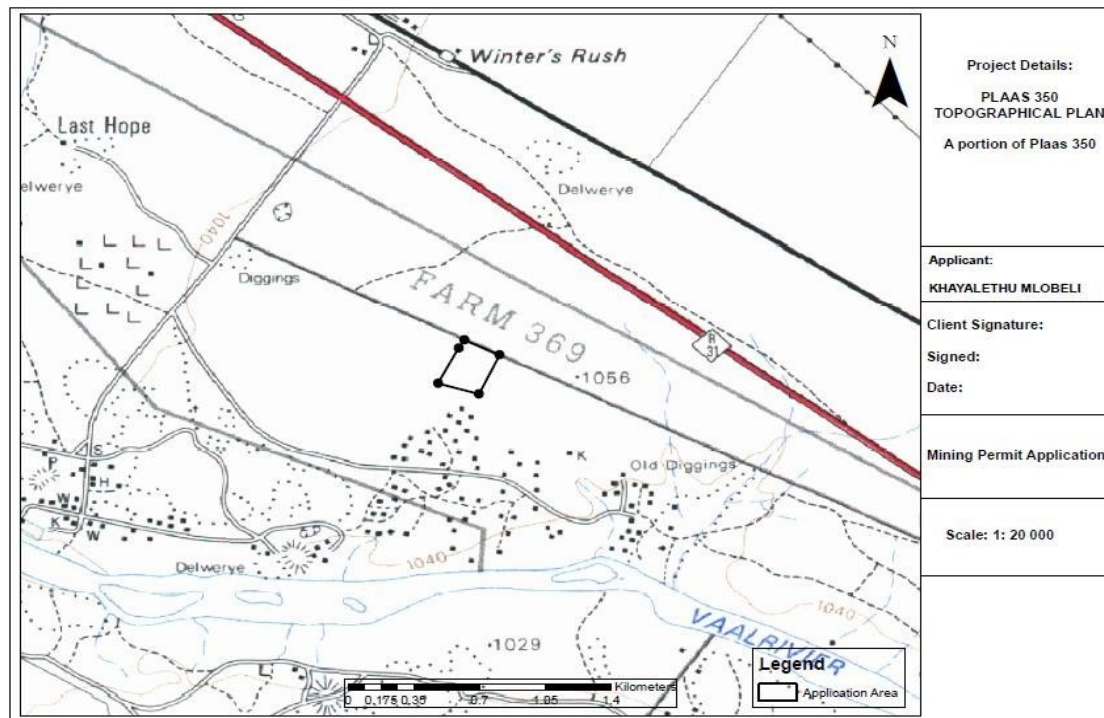 G
L
Winter's Rush
N
Last Hope
elwerye
Delwerye
1040
Diggings
FARM 369
R
31
1056
K
Old Diggings
S
P
H
W
K
W
G.D
Delwerye
1040
1040
VAALRIVIER
1029
L
Kilometers
0 0,175 0,35 0,7 1,05 1,4
Legend
Application Area
Project Details:
PLAAS 350
TOPOGRAPHICAL PLAN
A portion of Plaas 350
Applicant:
KHAYALETHU MLOBELI
Client Signature:
Signed:
Date:
Mining Permit Application
Scale: 1: 20 000